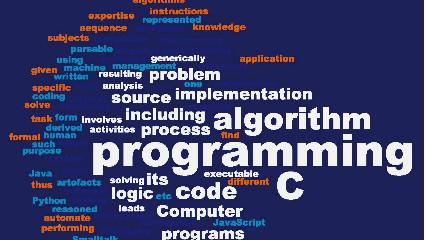 algorithms
expertise instructions
represented
sequence knowledge
subjects
parsable
using generically application
given machine management
written resulting problem
specific analysis one
coding source implementation
solve
including algorithm
task form involves
derived activities process find
formal human
such
purpose programming
Java executable
thus artefacts solving its different C
logic etc code
Python
reasoned leads Computer
automate JavaScript
performing programs
Smalltalk